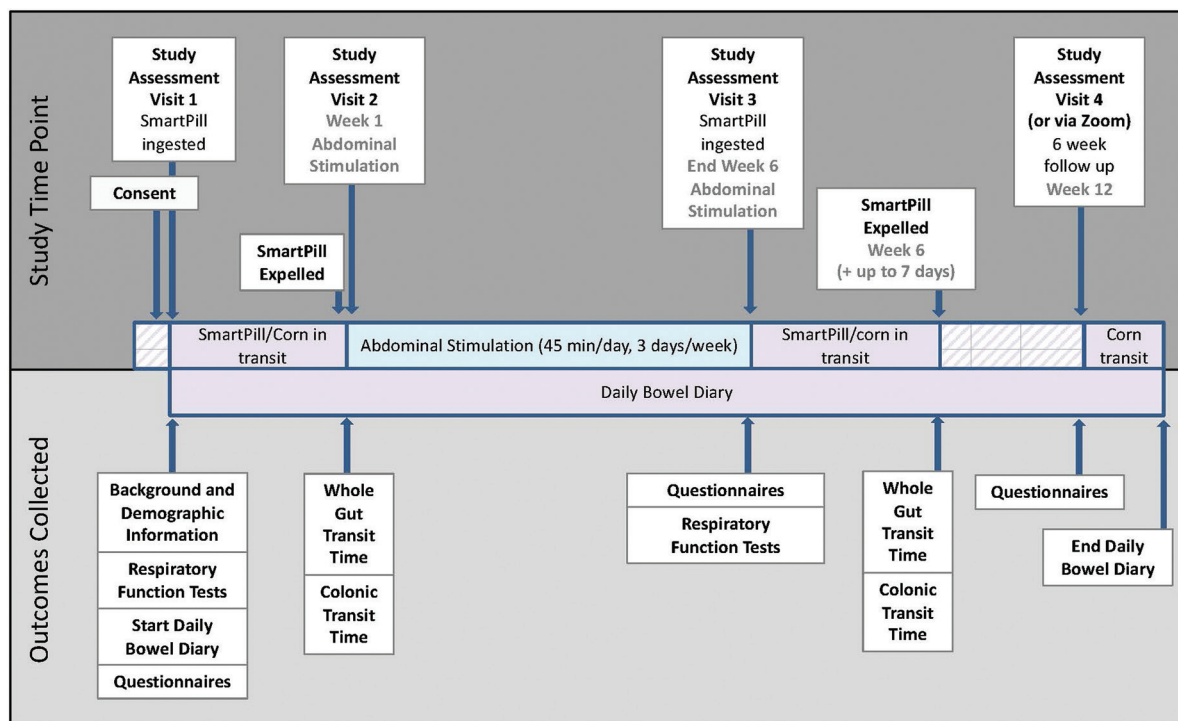 Study Time Point
Study
Assessment
Visit 1
SmartPill
ingested
Consent
Study
Assessment
Visit 2
Week 1
Abdominal
Stimulation
SmartPill
Expelled
Study
Assessment
Visit 3
SmartPill
ingested
End Week 6
Abdominal
Stimulation
SmartPill
Expelled
Week 6
(+ up to 7 days)
Study
Assessment
Visit 4
(or via Zoom)
6 week
follow up
Week 12
SmartPill/Corn in
transit
Abdominal Stimulation (45 min/day, 3 days/week)
SmartPill/corn in
transit
Corn
transit
Daily Bowel Diary
Outcomes Collected
Background and
Demographic
Information
Respiratory
Function Tests
Start Daily
Bowel Diary
Questionnaires
Whole
Gut
Transit
Time
Colonic
Transit
Time
Questionnaires
Respiratory
Function Tests
Whole
Gut
Transit
Time
Colonic
Transit
Time
Questionnaires
End Daily
Bowel Diary